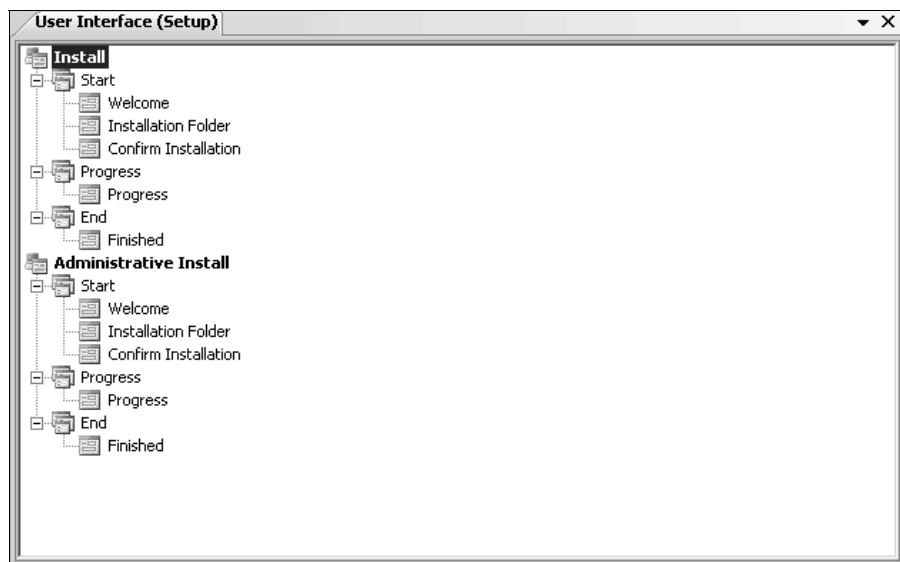 User Interface (Setup)
Install
Start
Welcome
Installation Folder
Confirm Installation
Progress
Progress
End
Finished
Administrative Install
Start
Welcome
Installation Folder
Confirm Installation
Progress
Progress
End
Finished